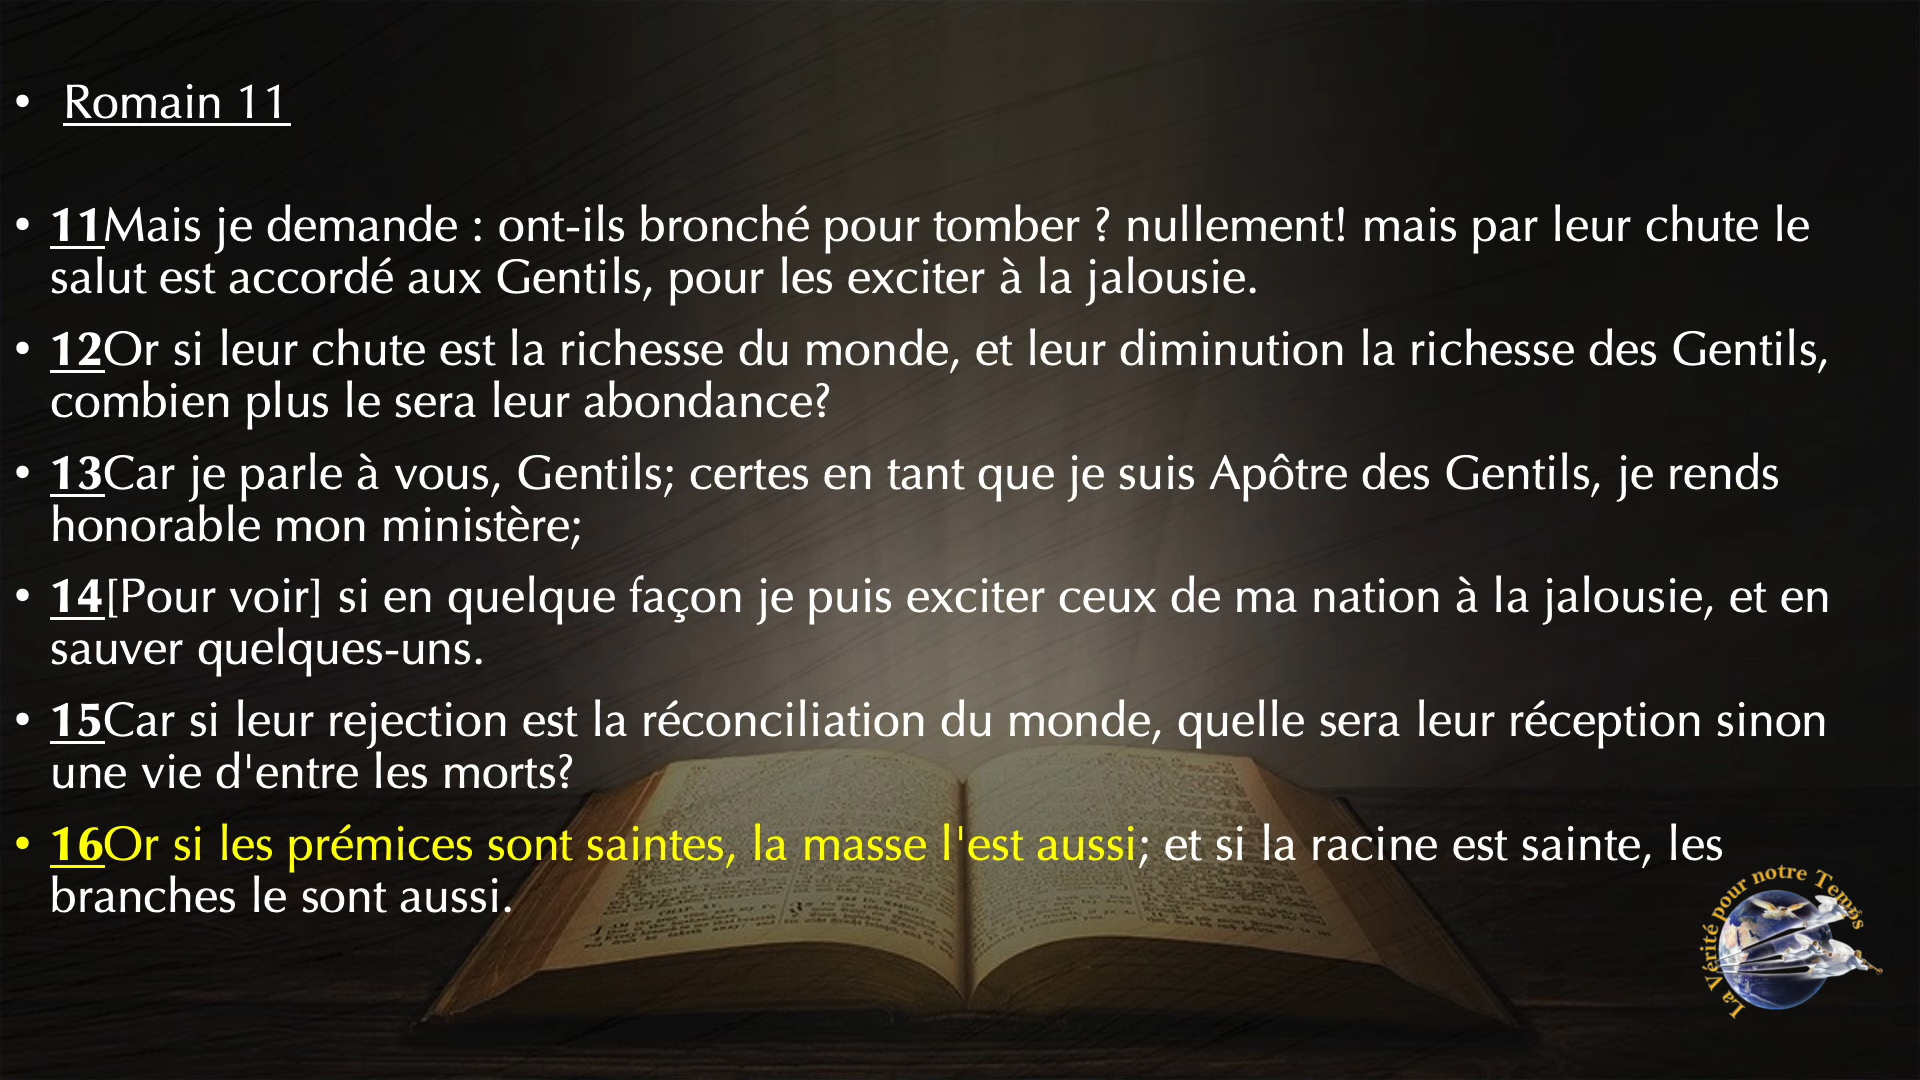 • Romain 11
• 11Mais je demande : ont-ils bronché pour tomber ? nullement! mais par leur chute le
salut est accordé aux Gentils, pour les exciter à la jalousie.
• 12Or si leur chute est la richesse du monde, et leur diminution la richesse des Gentils,
combien plus le sera leur abondance?
• 13Car je parle à vous, Gentils; certes en tant que je suis Apôtre des Gentils, je rends
honorable mon ministère;
• 14[Pour voir] si en quelque façon je puis exciter ceux de ma nation à la jalousie, et en
sauver quelques-uns.
• 15Car si leur rejection est la réconciliation du monde, quelle sera leur réception sinon
une vie d'entre les morts?
• 16Or si les prémices sont saintes, la masse l'est aussi; et si la racine est sainte, les
branches le sont aussi.
La Vérité pour notre Temps